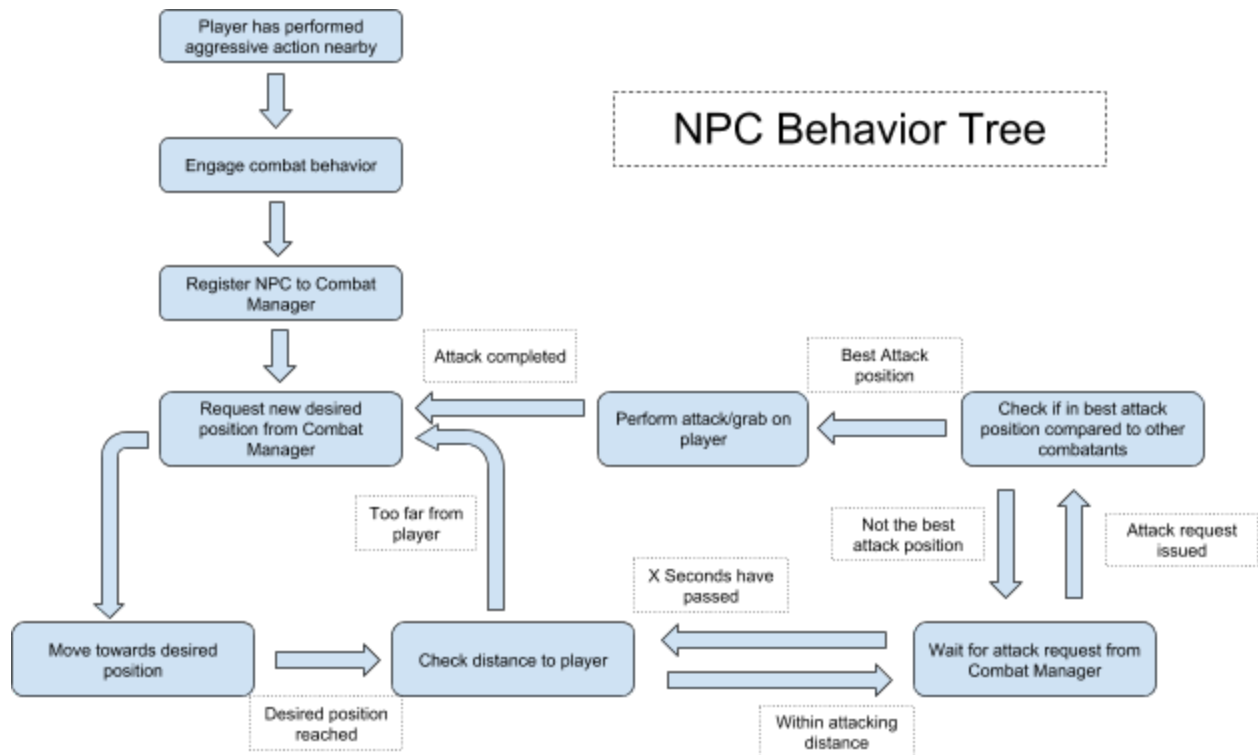 Player has performed
aggressive action nearby
NPC Behavior Tree
Engage combat behavior
Register NPC to Combat
Manager
Attack completed
Best Attack
position
Request new desired
position from Combat
Manager
Perform attack/grab on
player
Check if in best attack
position compared to other
combatants
Too far from
player
Not the best
attack position
Attack request
issued
X Seconds have
passed
Move towards desired
position
Check distance to player
Wait for attack request from
Combat Manager
Desired position
reached
Within attacking
distance